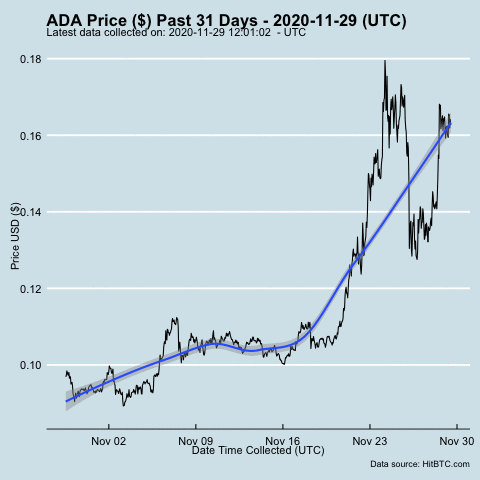 ADA Price ($) Past 31 Days - 2020-11-29 (UTC)
Latest data collected on: 2020-11-29 12:01:02 - UTC
0.18
0.16
0.14
0.12
0.10
Price USD ($)
Nov 02 Nov 09 Nov 16 Nov 23 Nov 30
Date Time Collected (UTC)
Data source: HitBTC.com